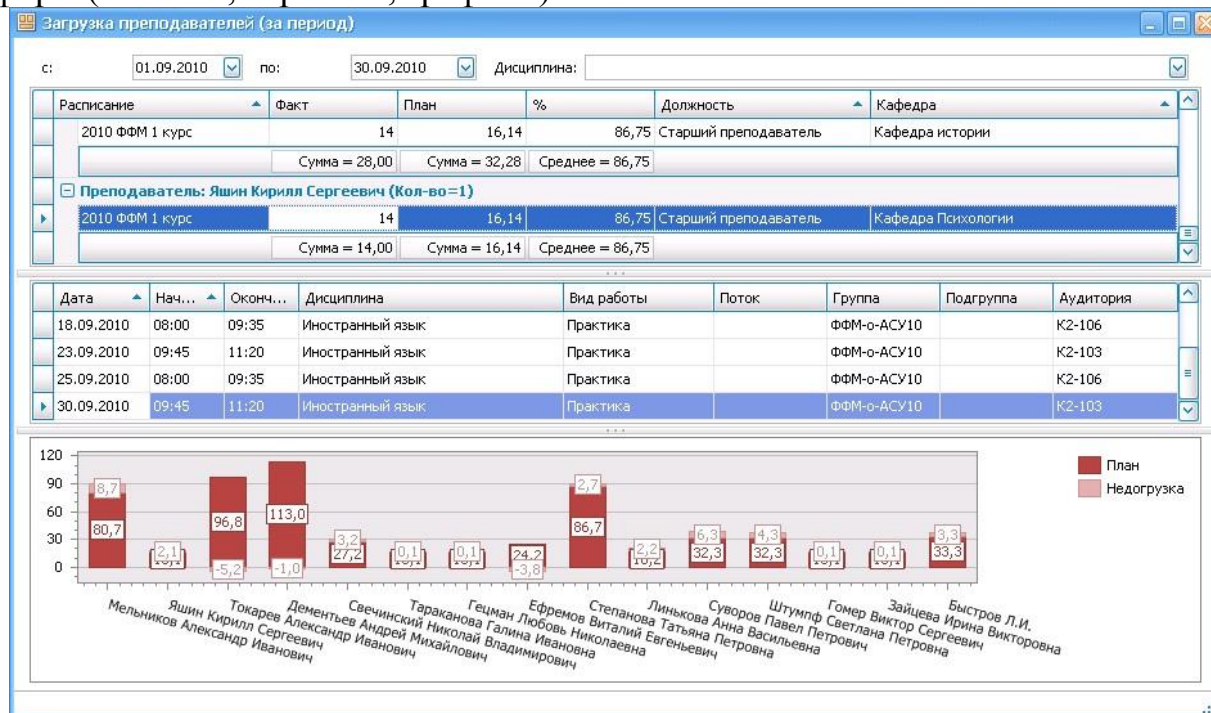 Загрузка преподавателей (за период)
с: 01.09.2010 по: 30.09.2010 Дисциплина:
Расписание Факт План % Должность Кафедра
2010 ФФМ 1 курс 14 16,14 86,75 Старший преподаватель Кафедра истории
Сумма = 28,00 Сумма = 32,28 Среднее = 86,75
Преподаватель: Яшин Кирилл Сергеевич (Кол-во=1)
2010 ФФМ 1 курс 14 16,14 86,75 Старший преподаватель Кафедра Психологии
Сумма = 14,00 Сумма = 16,14 Среднее = 86,75
Дата Нач... Оконч... Дисциплина Вид работы Поток Группа Подгруппа Аудитория
18.09.2010 08:00 09:35 Иностранный язык Практика ФФМ-о-АСУ10 К2-106
23.09.2010 09:45 11:20 Иностранный язык Практика ФФМ-о-АСУ10 К2-103
25.09.2010 08:00 09:35 Иностранный язык Практика ФФМ-о-АСУ10 К2-106
30.09.2010 09:45 11:20 Иностранный язык Практика ФФМ-о-АСУ10 К2-103
120
90
60
30
0
8,7
80,7
2,1
96,8
-5,2
113,0
-1,0
3,2
27,2
0,1
0,1
24,2
-3,8
2,7
86,7
2,2
6,3
32,3
4,3
32,3
0,1
0,1
3,3
33,3
План
Недогрузка
Мельников Александр Иванович
Яшин Кирилл Сергеевич
Токарев Александр Иванович
Дементьев Андрей Михайлович
Свечинский Николай Владимирович
Тараканова Галина Ивановна
Гецман Любовь Николаевна
Ефремов Виталий Евгеньевич
Степанова Татьяна Петровна
Линькова Анна Васильевна
Суворов Павел Петрович
Штумпф Светлана Петровна
Гомер Виктор Сергеевич
Зайцева Ирина Викторовна
Быстров Л.И.